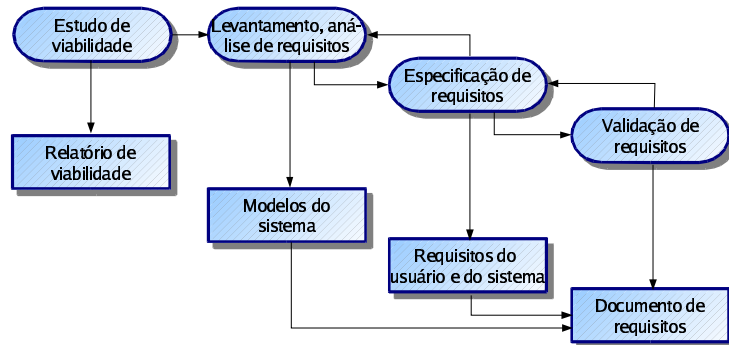 Estudo de
viabilidade
Levantamento, aná-
lise de requisitos
Especificação de
requisitos
Validação de
requisitos
Relatório de
viabilidade
Modelos do
sistema
Requisitos do
usuário e do sistema
Documento de
requisitos